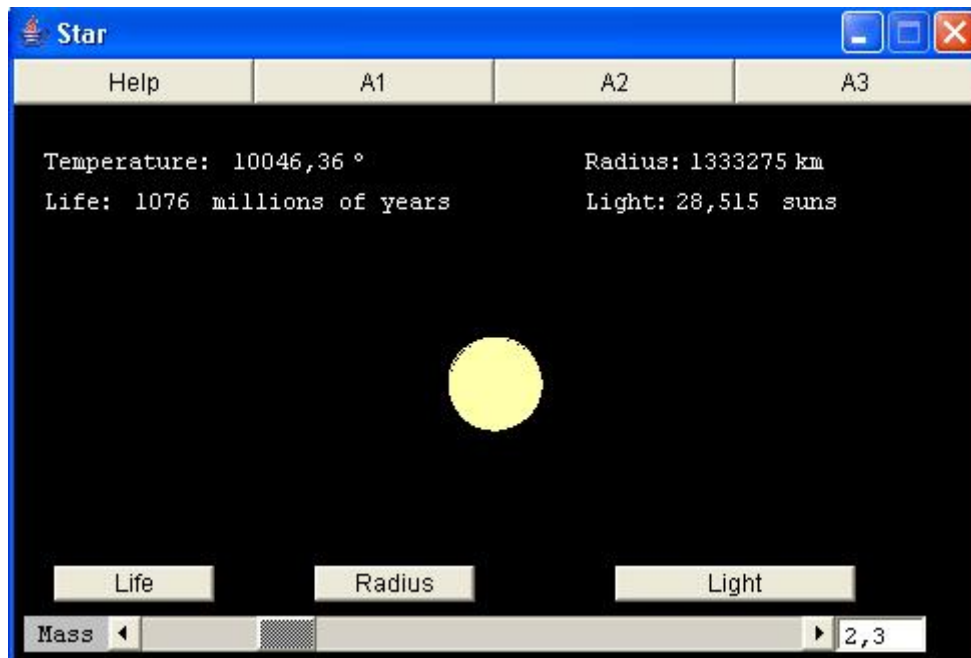 Star
Help A1 A2 A3
Temperature: 10046,36 ° Radius: 1333275 km
Life: 1076 millions of years Light: 28,515 suns
Life Radius Light
Mass 2,3